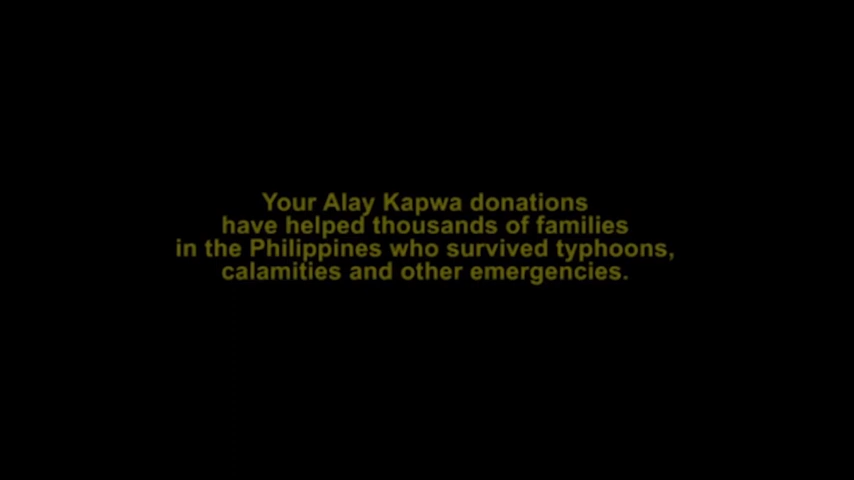 Your Alay Kapwa donations
have helped thousands of families
in the Philippines who survived typhoons,
calamities and other emergencies.